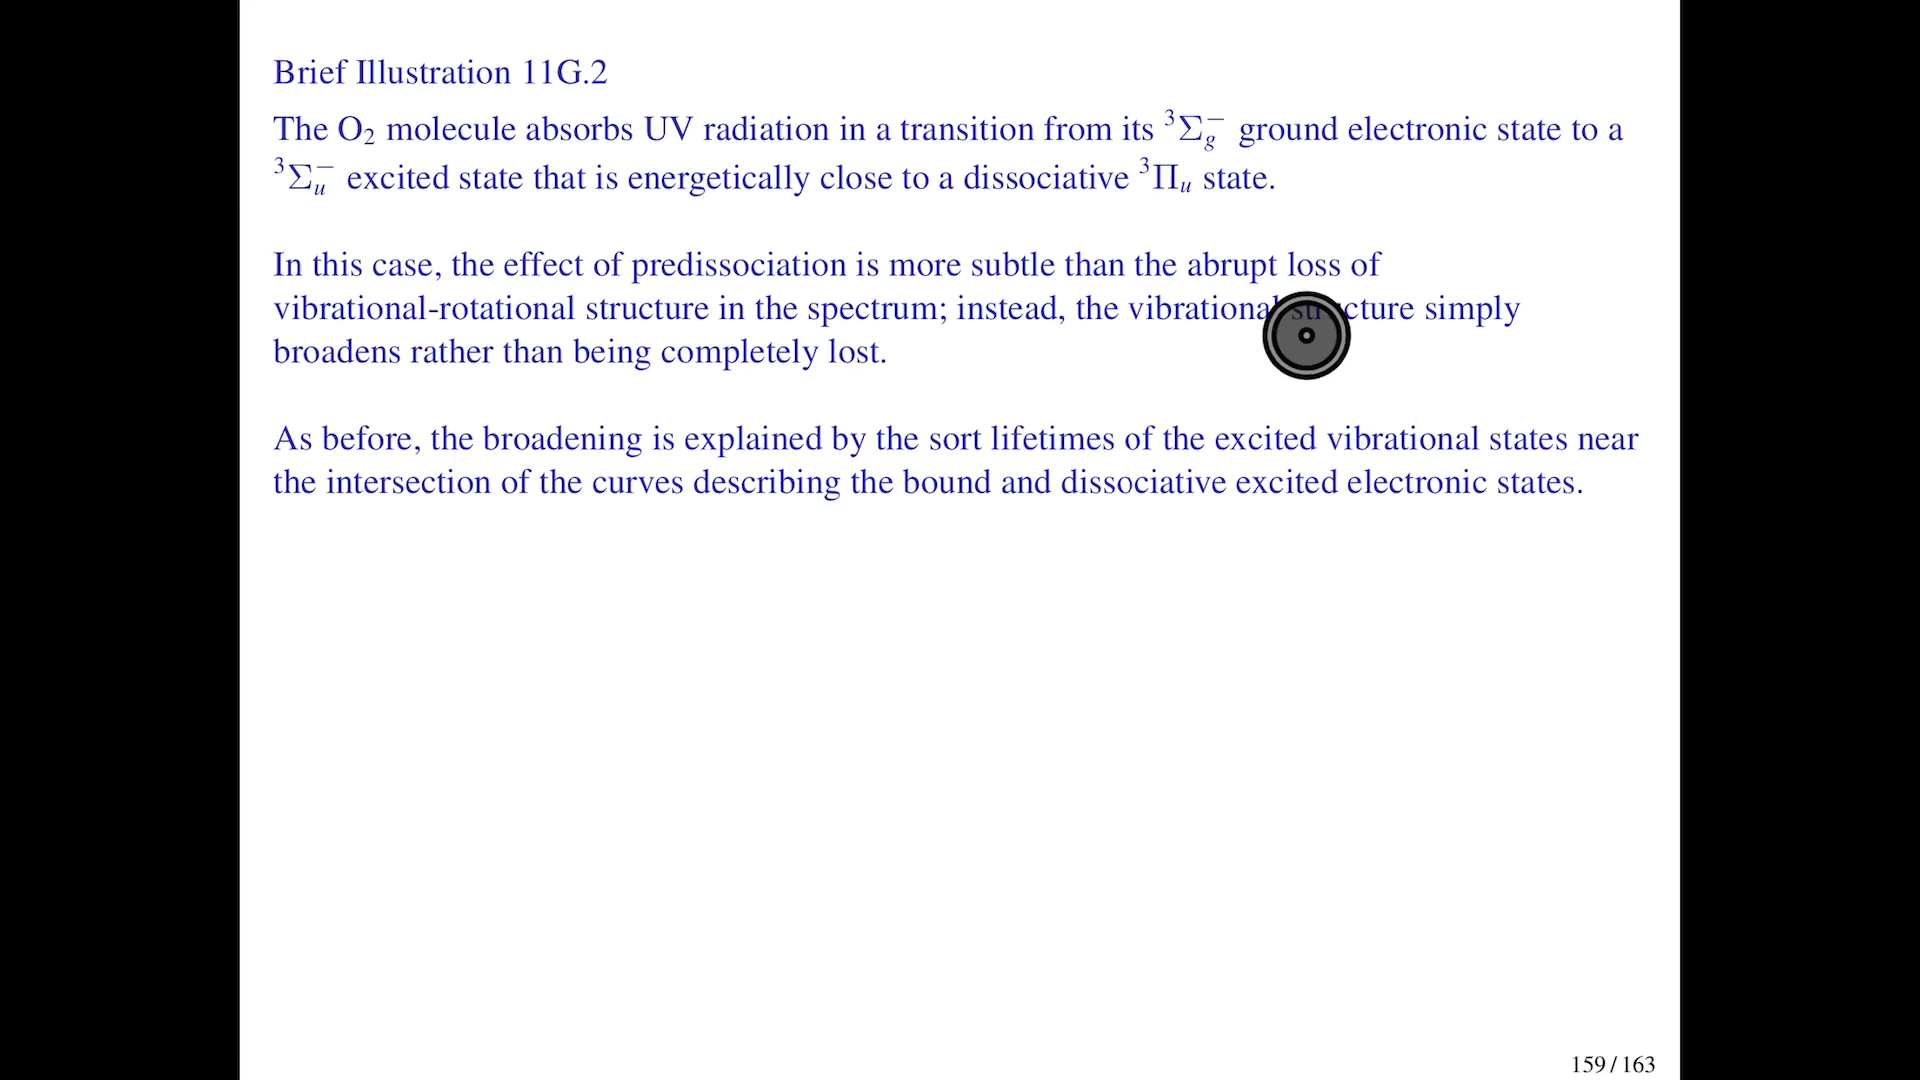 Brief Illustration 11G.2
The O₂ molecule absorbs UV radiation in a transition from its ³Σg⁻ ground electronic state to a
³Σu⁻ excited state that is energetically close to a dissociative ³Πu state.
In this case, the effect of predissociation is more subtle than the abrupt loss of
vibrational-rotational structure in the spectrum; instead, the vibrational structure simply
broadens rather than being completely lost.
As before, the broadening is explained by the sort lifetimes of the excited vibrational states near
the intersection of the curves describing the bound and dissociative excited electronic states.
159 / 163